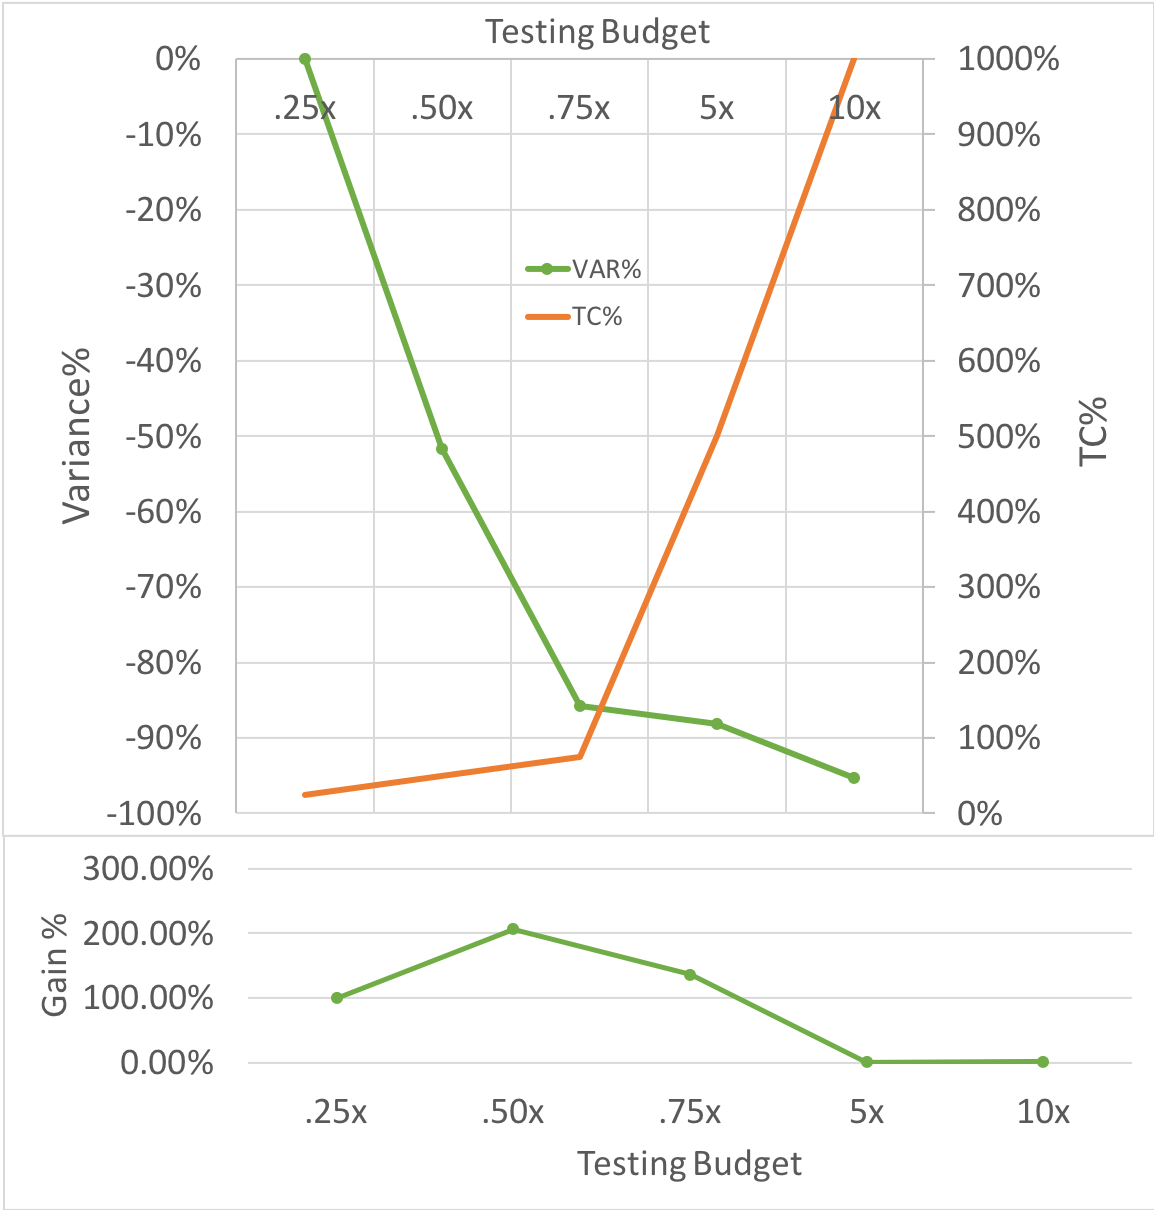 Testing Budget
0%
1000%
.25x .50x .75x 5x 10x
-10%
900%
-20%
800%
VAR%
-30%
700%
TC%
-40%
600%
Variance%
TC%
-50%
500%
-60%
400%
-70%
300%
-80%
200%
-90%
100%
-100%
0%
300.00%
Gain %
200.00%
100.00%
0.00%
.25x .50x .75x 5x 10x
Testing Budget